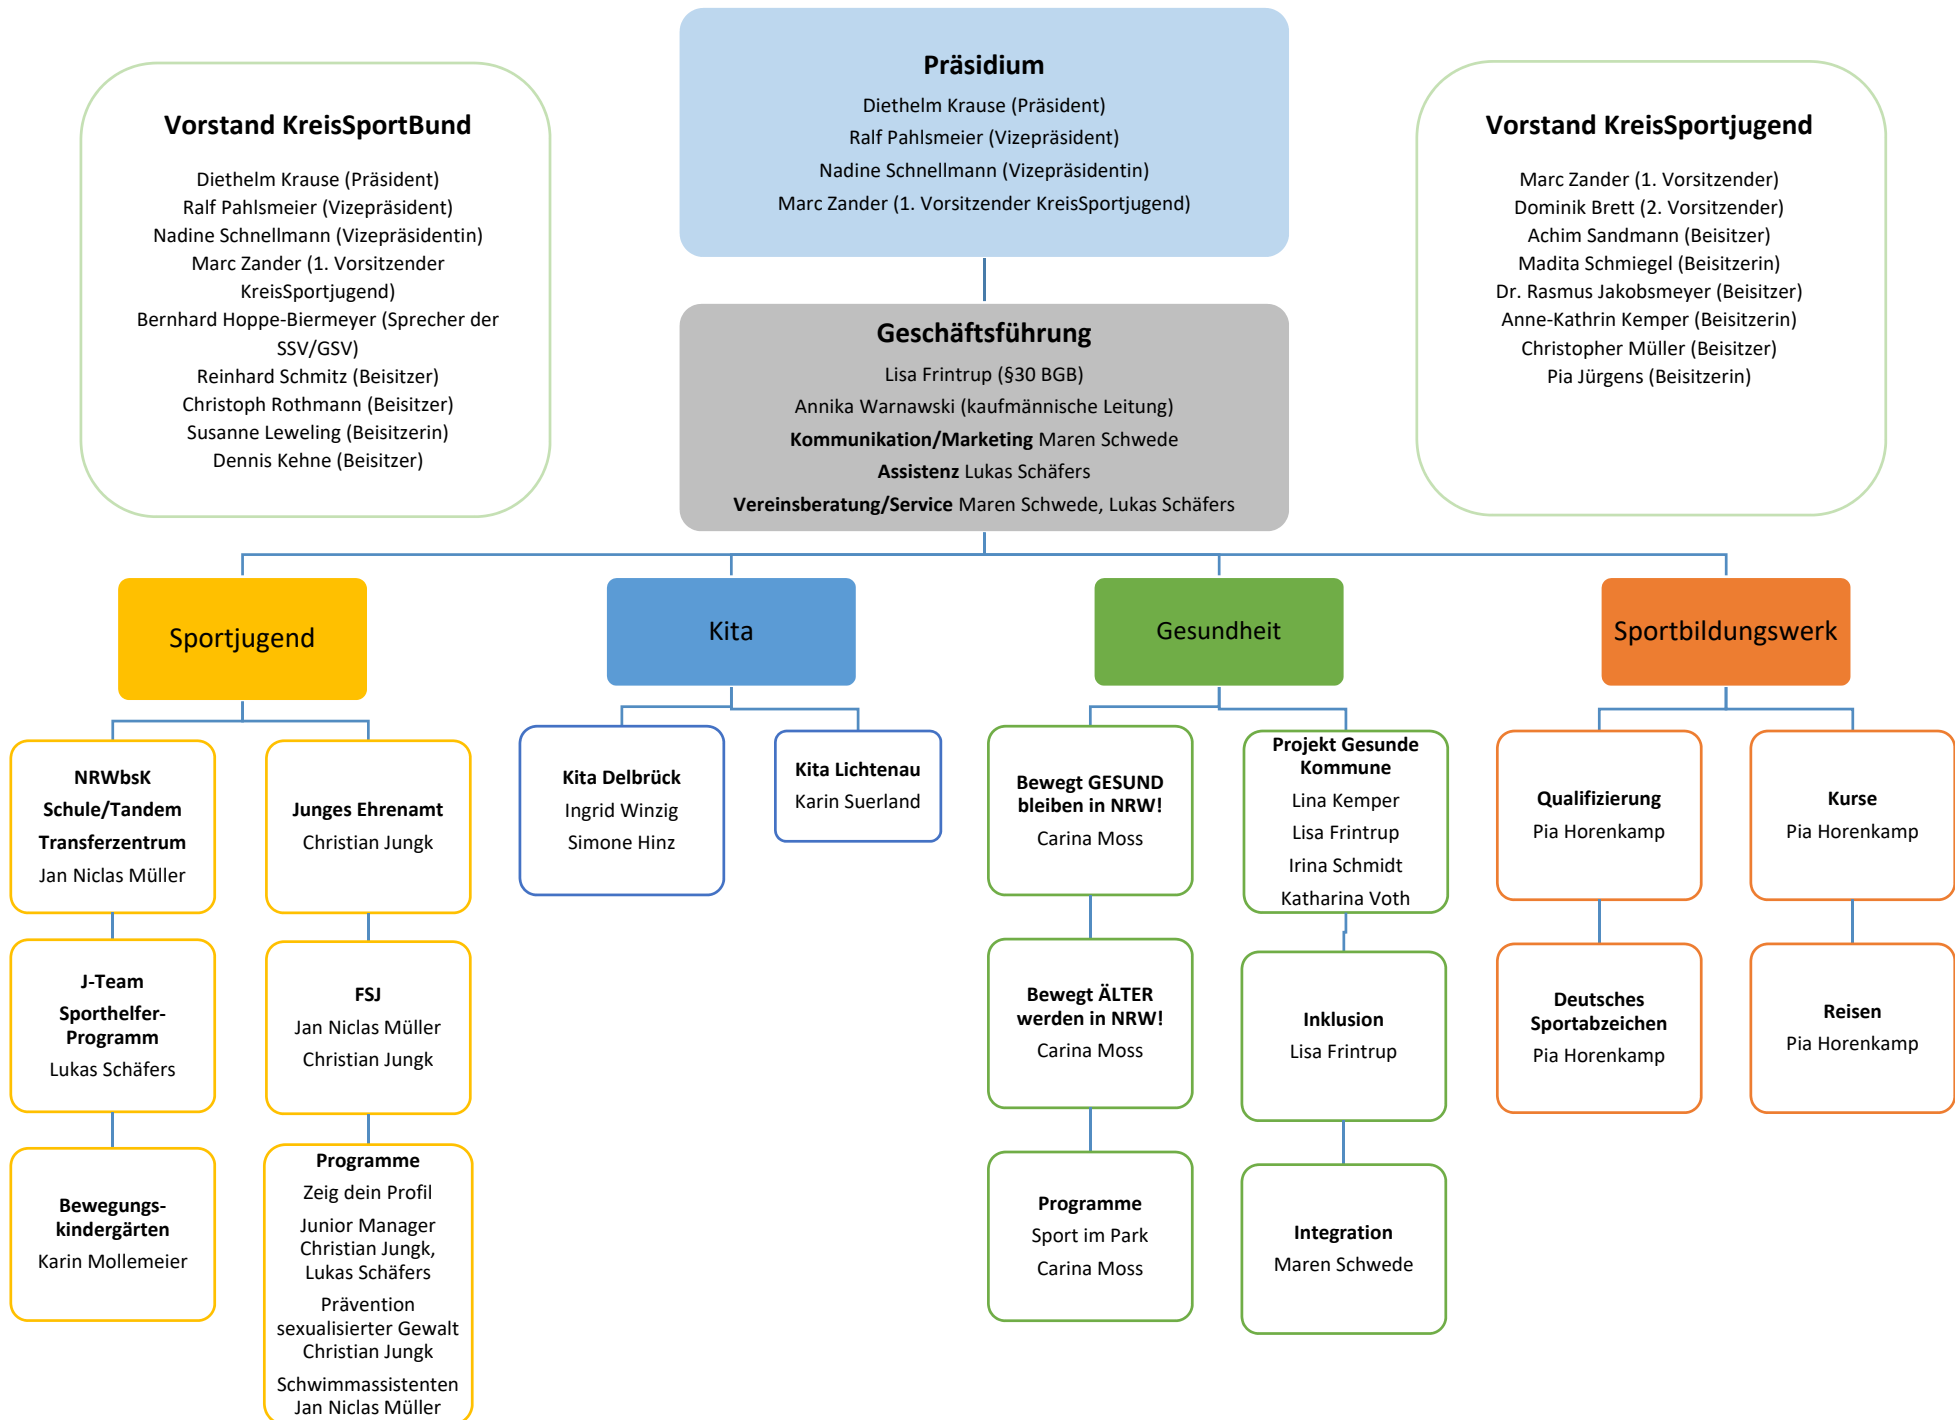 Präsidium
Diethelm Krause (Präsident)
Ralf Pahlsmeier (Vizepräsident)
Nadine Schnellmann (Vizepräsidentin)
Marc Zander (1. Vorsitzender KreisSportjugend)
Vorstand KreisSportBund
Diethelm Krause (Präsident)
Ralf Pahlsmeier (Vizepräsident)
Nadine Schnellmann (Vizepräsidentin)
Marc Zander (1. Vorsitzender
KreisSportjugend)
Bernhard Hoppe-Biermeyer (Sprecher der
SSV/GSV)
Reinhard Schmitz (Beisitzer)
Christoph Rothmann (Beisitzer)
Susanne Leweling (Beisitzerin)
Dennis Kehne (Beisitzer)
Vorstand KreisSportjugend
Marc Zander (1. Vorsitzender)
Dominik Brett (2. Vorsitzender)
Achim Sandmann (Beisitzer)
Madita Schmiegel (Beisitzerin)
Dr. Rasmus Jakobsmeyer (Beisitzer)
Anne-Kathrin Kemper (Beisitzerin)
Christopher Müller (Beisitzer)
Pia Jürgens (Beisitzerin)
Geschäftsführung
Lisa Frintrup (§30 BGB)
Annika Warnawski (kaufmännische Leitung)
Kommunikation/Marketing Maren Schwede
Assistenz Lukas Schäfers
Vereinsberatung/Service Maren Schwede, Lukas Schäfers
Sportjugend
NRWbsK
Schule/Tandem
Transferzentrum
Jan Niclas Müller
J-Team
Sporthelfer-
Programm
Lukas Schäfers
Bewegungs-
kindergärten
Karin Mollemeier
Junges Ehrenamt
Christian Jungk
FSJ
Jan Niclas Müller
Christian Jungk
Programme
Zeig dein Profil
Junior Manager
Christian Jungk,
Lukas Schäfers
Prävention
sexualisierter Gewalt
Christian Jungk
Schwimmassistenten
Jan Niclas Müller
Kita
Kita Delbrück
Ingrid Winzig
Simone Hinz
Kita Lichtenau
Karin Suerland
Gesundheit
Bewegt GESUND
bleiben in NRW!
Carina Moss
Bewegt ÄLTER
werden in NRW!
Carina Moss
Programme
Sport im Park
Carina Moss
Projekt Gesunde
Kommune
Lina Kemper
Lisa Frintrup
Irina Schmidt
Katharina Voth
Inklusion
Lisa Frintrup
Integration
Maren Schwede
Sportbildungswerk
Qualifizierung
Pia Horenkamp
Deutsches
Sportabzeichen
Pia Horenkamp
Kurse
Pia Horenkamp
Reisen
Pia Horenkamp